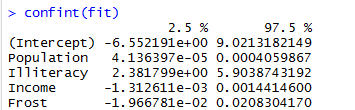 > confint(fit)
2.5 % 97.5 %
(Intercept) -6.552191e+00 9.0213182149
Population 4.136397e-05 0.0004059867
Illiteracy 2.381799e+00 5.9038743192
Income -1.312611e-03 0.0014414600
Frost -1.966781e-02 0.0208304170